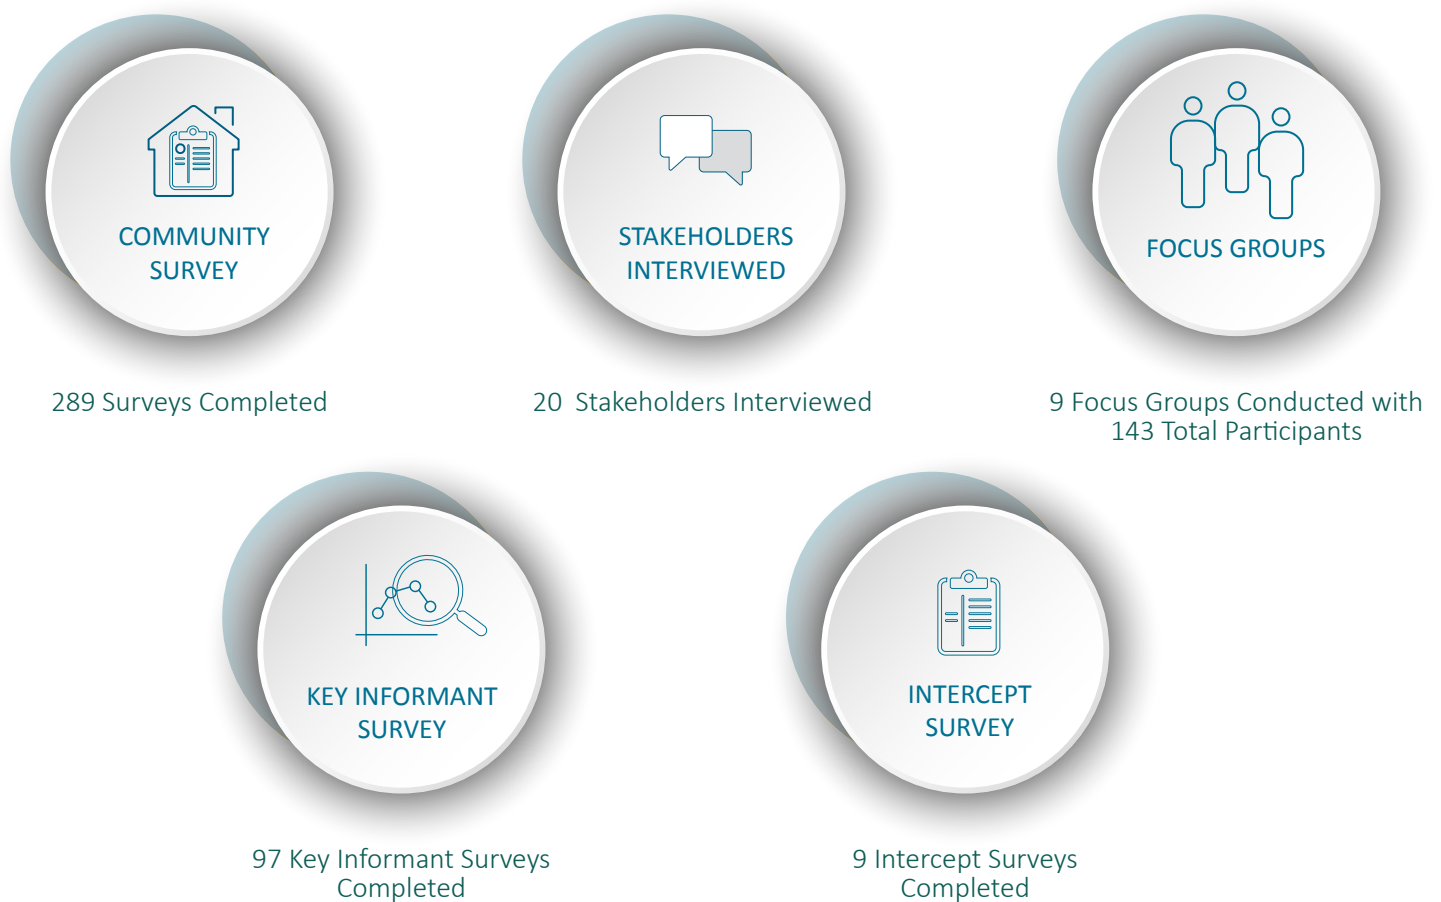 COMMUNITY
SURVEY
289 Surveys Completed
STAKEHOLDERS
INTERVIEWED
20 Stakeholders Interviewed
FOCUS GROUPS
9 Focus Groups Conducted with
143 Total Participants
KEY INFORMANT
SURVEY
97 Key Informant Surveys
Completed
INTERCEPT
SURVEY
9 Intercept Surveys
Completed